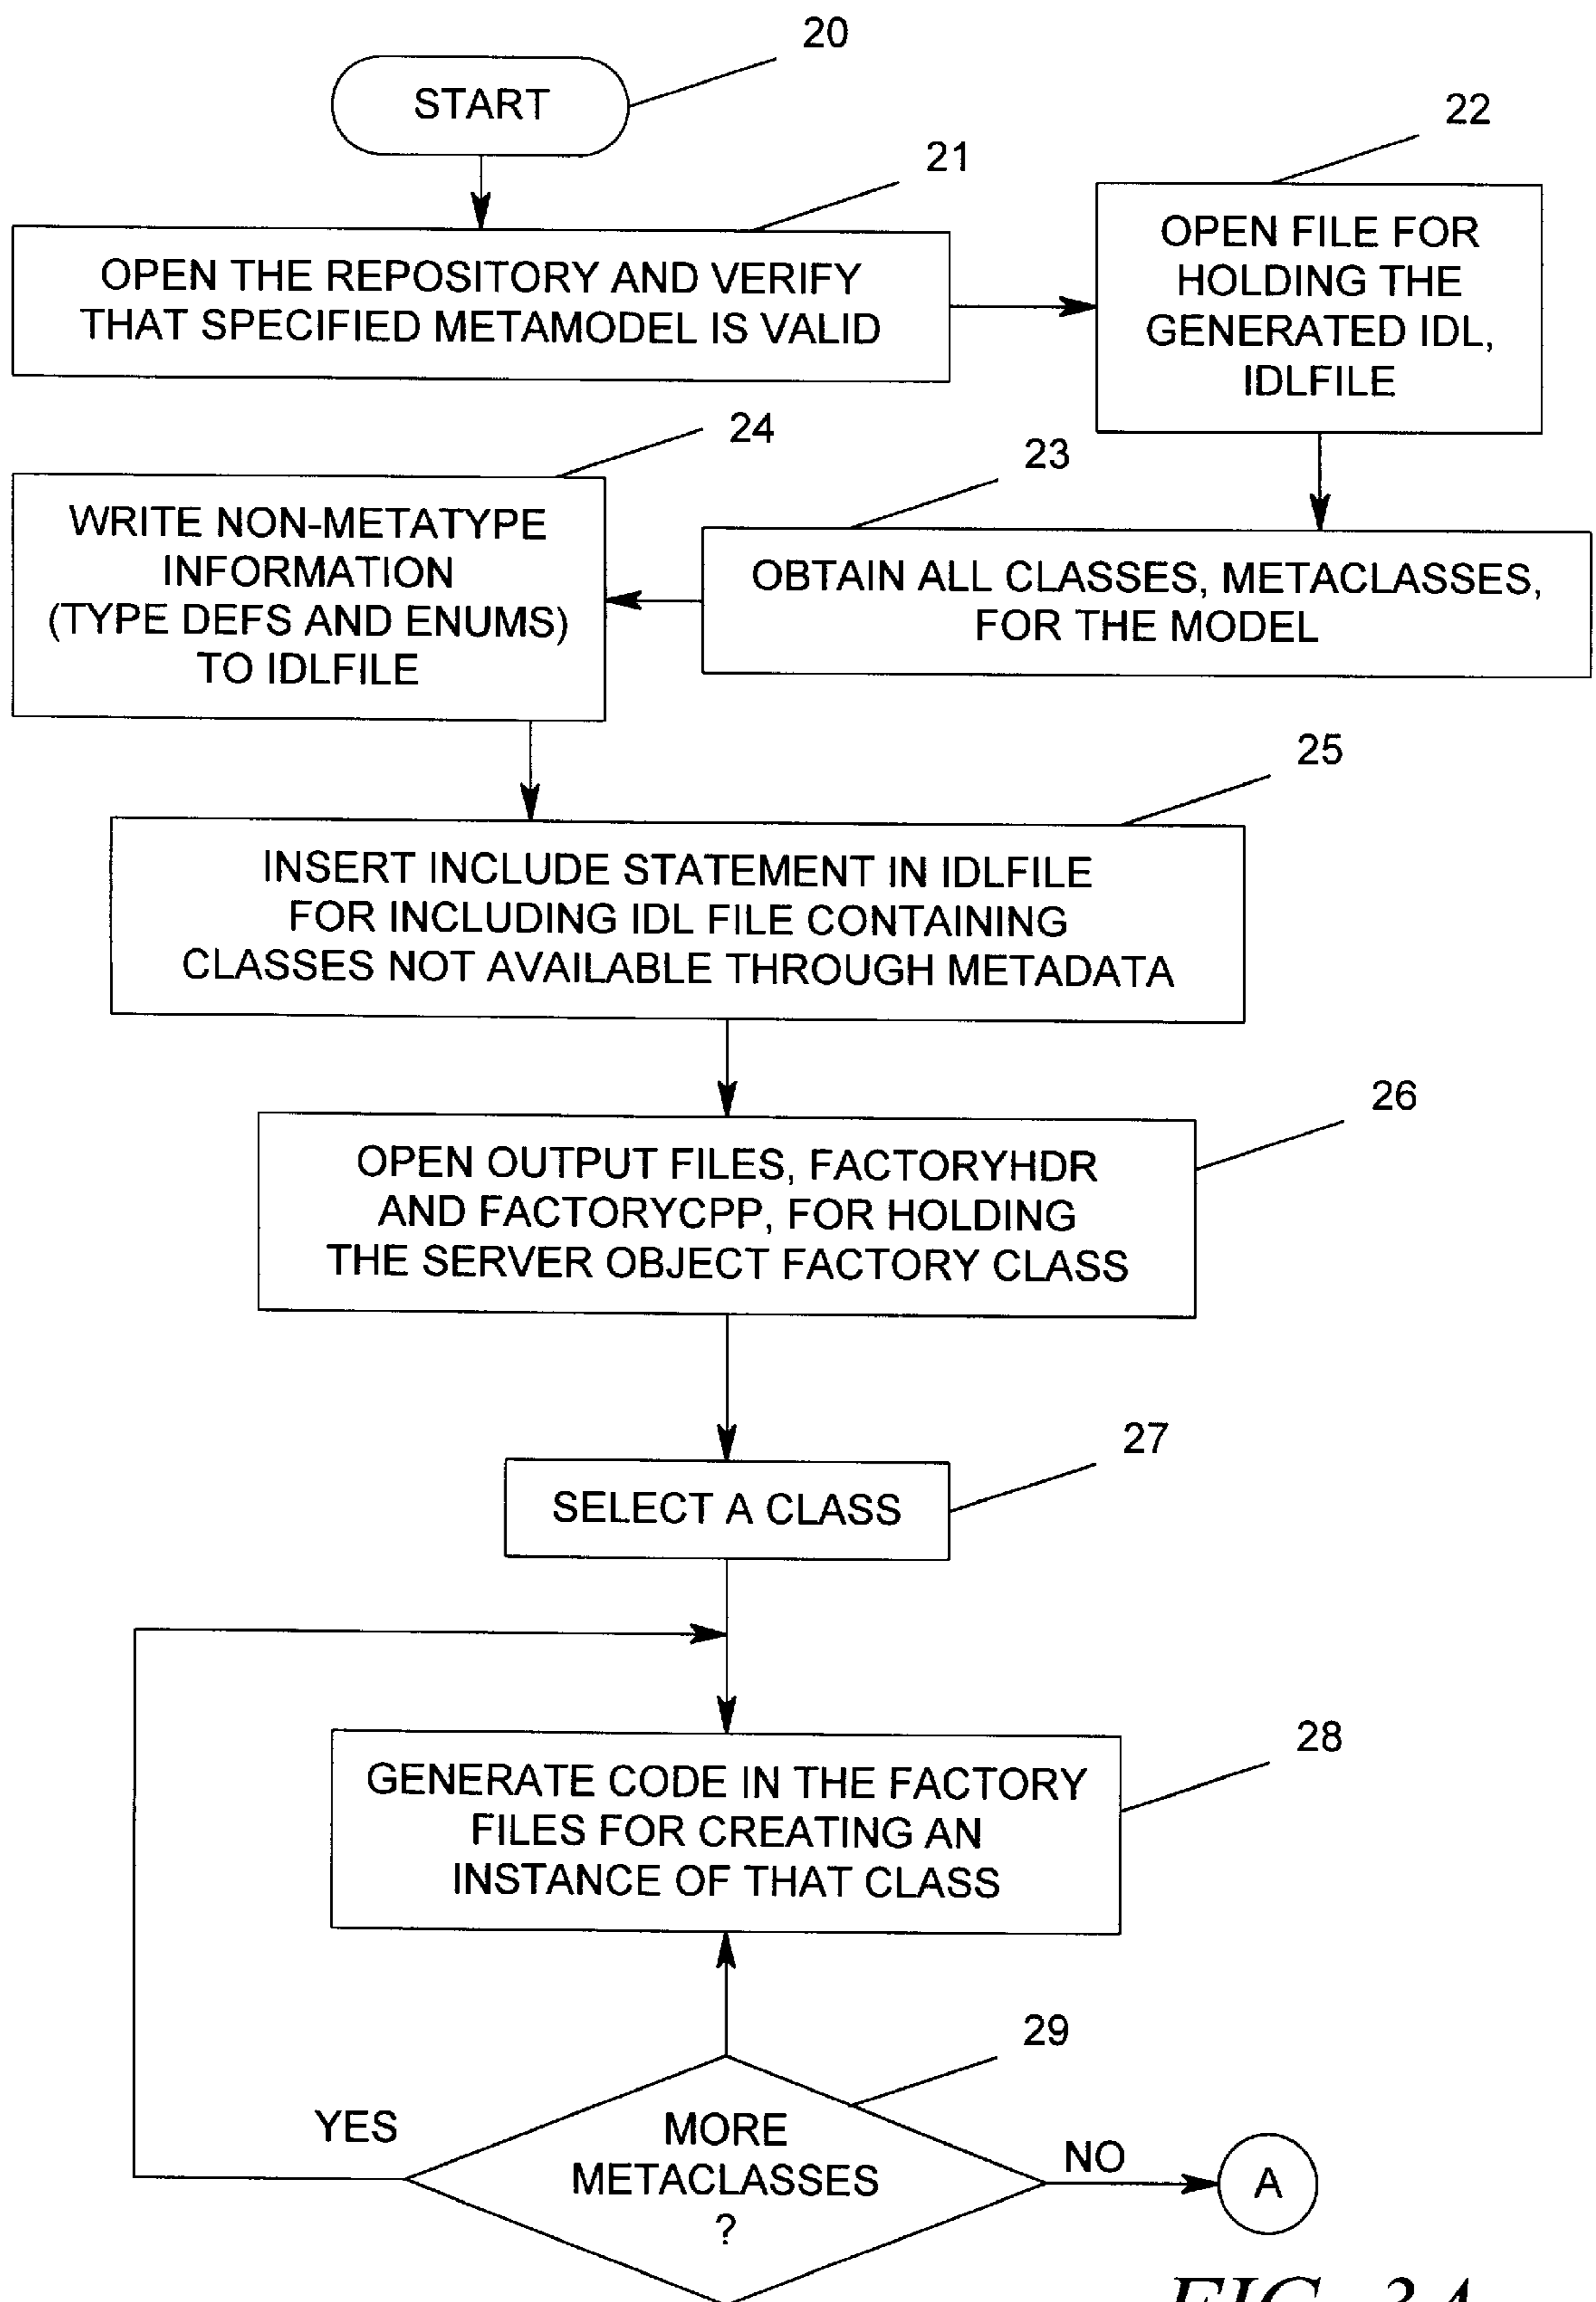 20
START
21
OPEN THE REPOSITORY AND VERIFY
THAT SPECIFIED METAMODEL IS VALID
22
OPEN FILE FOR
HOLDING THE
GENERATED IDL,
IDLFILE
23
OBTAIN ALL CLASSES, METACLASSES,
FOR THE MODEL
24
WRITE NON-METATYPE
INFORMATION
(TYPE DEFS AND ENUMS)
TO IDLFILE
25
INSERT INCLUDE STATEMENT IN IDLFILE
FOR INCLUDING IDL FILE CONTAINING
CLASSES NOT AVAILABLE THROUGH METADATA
26
OPEN OUTPUT FILES, FACTORYHDR
AND FACTORYCPP, FOR HOLDING
THE SERVER OBJECT FACTORY CLASS
27
SELECT A CLASS
28
GENERATE CODE IN THE FACTORY
FILES FOR CREATING AN
INSTANCE OF THAT CLASS
29
MORE
METACLASSES
?
YES
NO
A
FIG. 3A